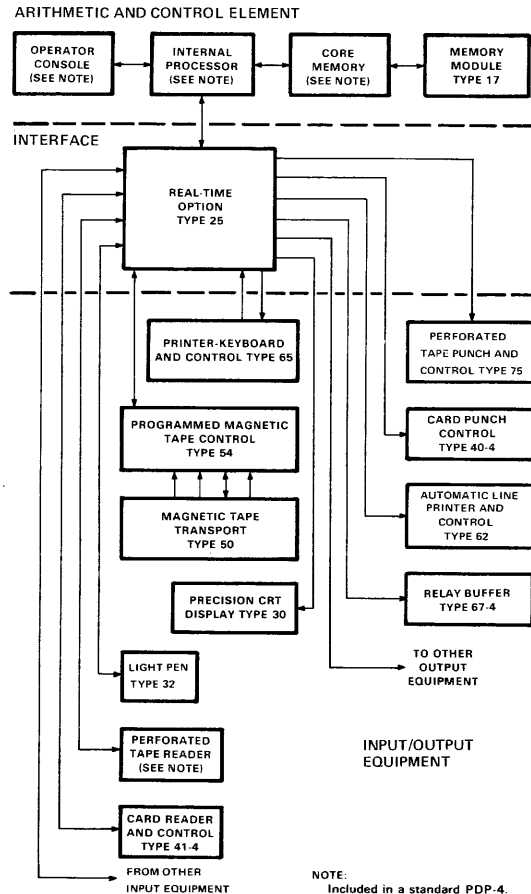 ARITHMETIC AND CONTROL ELEMENT
OPERATOR
CONSOLE
(SEE NOTE)
INTERNAL
PROCESSOR
(SEE NOTE)
CORE
MEMORY
(SEE NOTE)
MEMORY
MODULE
TYPE 17
INTERFACE
REAL-TIME
OPTION
TYPE 25
PRINTER-KEYBOARD
AND CONTROL TYPE 65
PERFORATED
TAPE PUNCH AND
CONTROL TYPE 75
PROGRAMMED MAGNETIC
TAPE CONTROL
TYPE 54
CARD PUNCH
CONTROL
TYPE 40-4
MAGNETIC TAPE
TRANSPORT
TYPE 50
AUTOMATIC LINE
PRINTER AND
CONTROL
TYPE 62
PRECISION CRT
DISPLAY TYPE 30
RELAY BUFFER
TYPE 67-4
LIGHT PEN
TYPE 32
TO OTHER
OUTPUT
EQUIPMENT
PERFORATED
TAPE READER
(SEE NOTE)
INPUT/OUTPUT
EQUIPMENT
CARD READER
AND CONTROL
TYPE 41-4
FROM OTHER
INPUT EQUIPMENT
NOTE:
Included in a standard PDP-4.